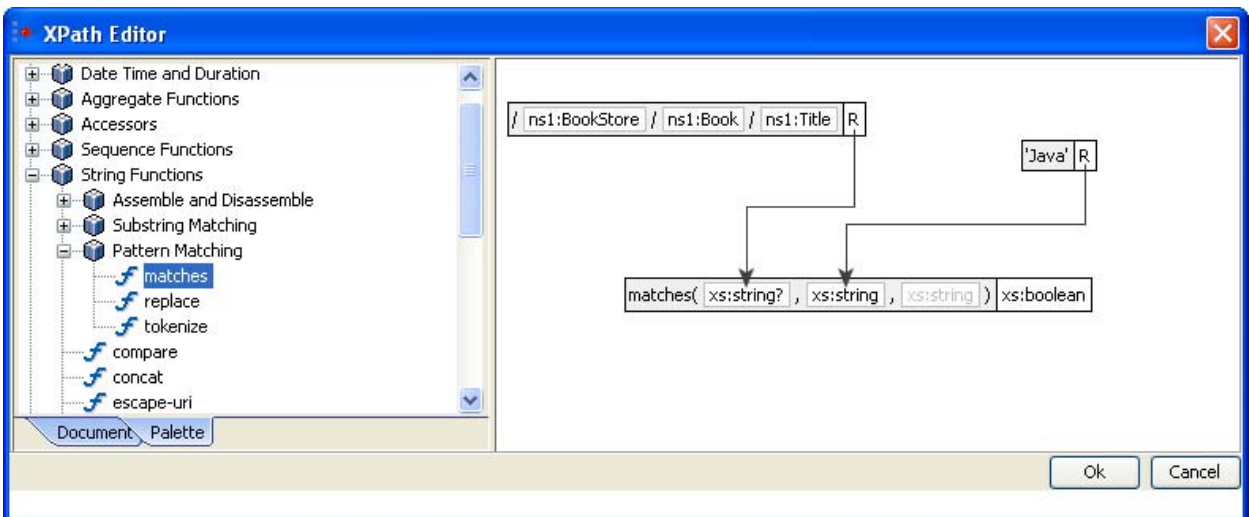 XPath Editor
Date Time and Duration
Aggregate Functions
Accessors
Sequence Functions
String Functions
Assemble and Disassemble
Substring Matching
Pattern Matching
matches
replace
tokenize
compare
concat
escape-uri
Document Palette
/ ns1:BookStore / ns1:Book / ns1:Title R
'Java' R
matches( xs:string? , xs:string , xs:string ) xs:boolean
Ok Cancel